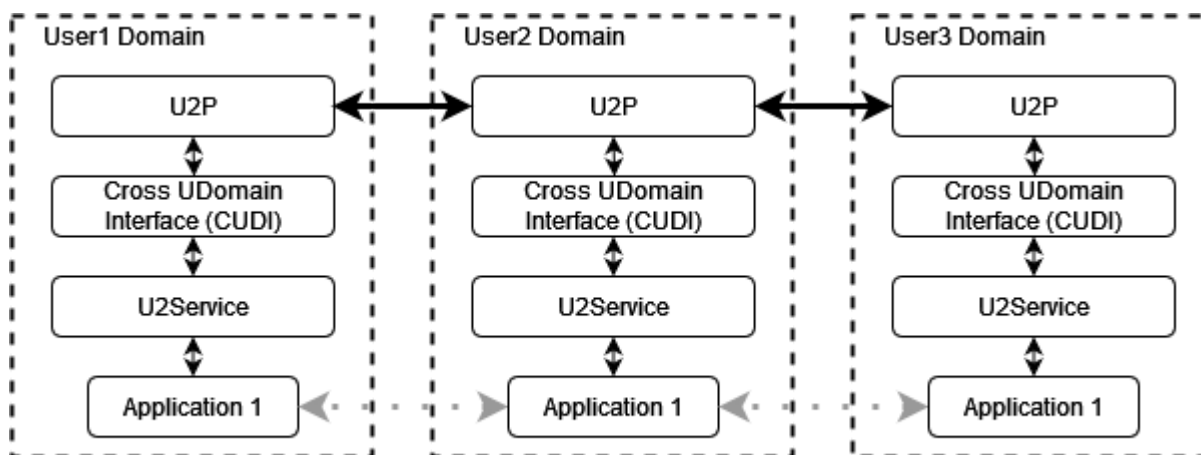 User1 Domain
User2 Domain
User3 Domain
U2P
U2P
U2P
Cross UDomain
Interface (CUDI)
Cross UDomain
Interface (CUDI)
Cross UDomain
Interface (CUDI)
U2Service
U2Service
U2Service
Application 1
Application 1
Application 1